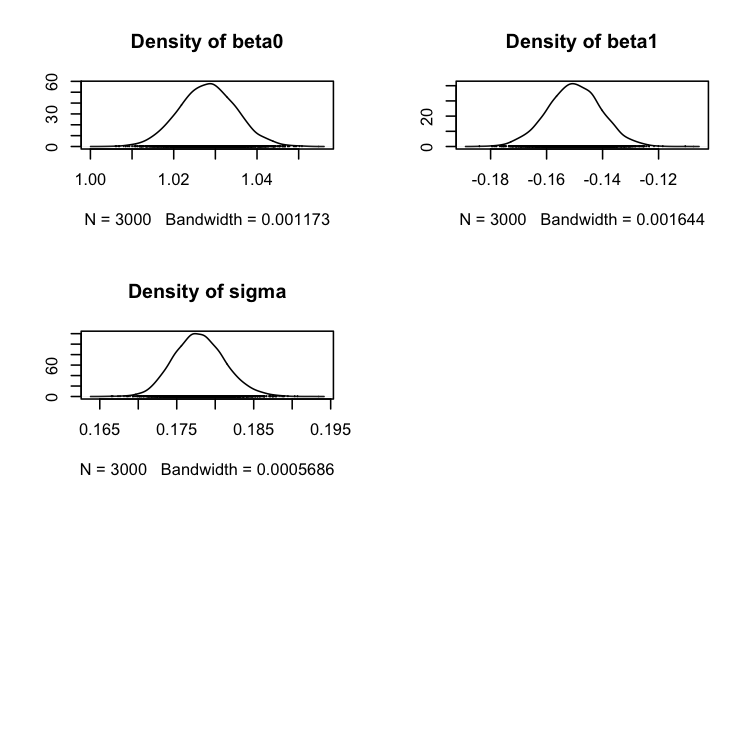 Density of beta0
0 30 60
1.00 1.02 1.04
N = 3000 Bandwidth = 0.001173
Density of beta1
0 20
-0.18 -0.16 -0.14 -0.12
N = 3000 Bandwidth = 0.001644
Density of sigma
0 60
0.165 0.175 0.185 0.195
N = 3000 Bandwidth = 0.0005686